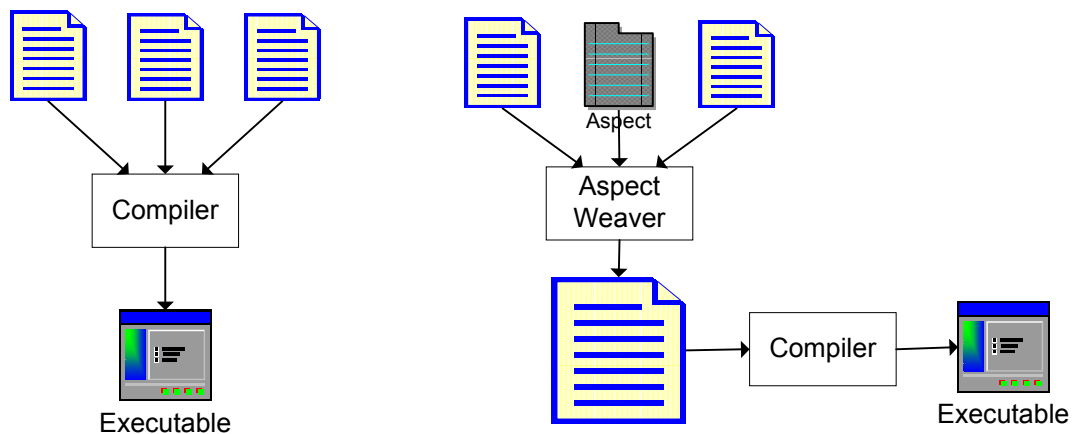 Aspect
Compiler
Aspect
Weaver
Compiler
Executable
Executable